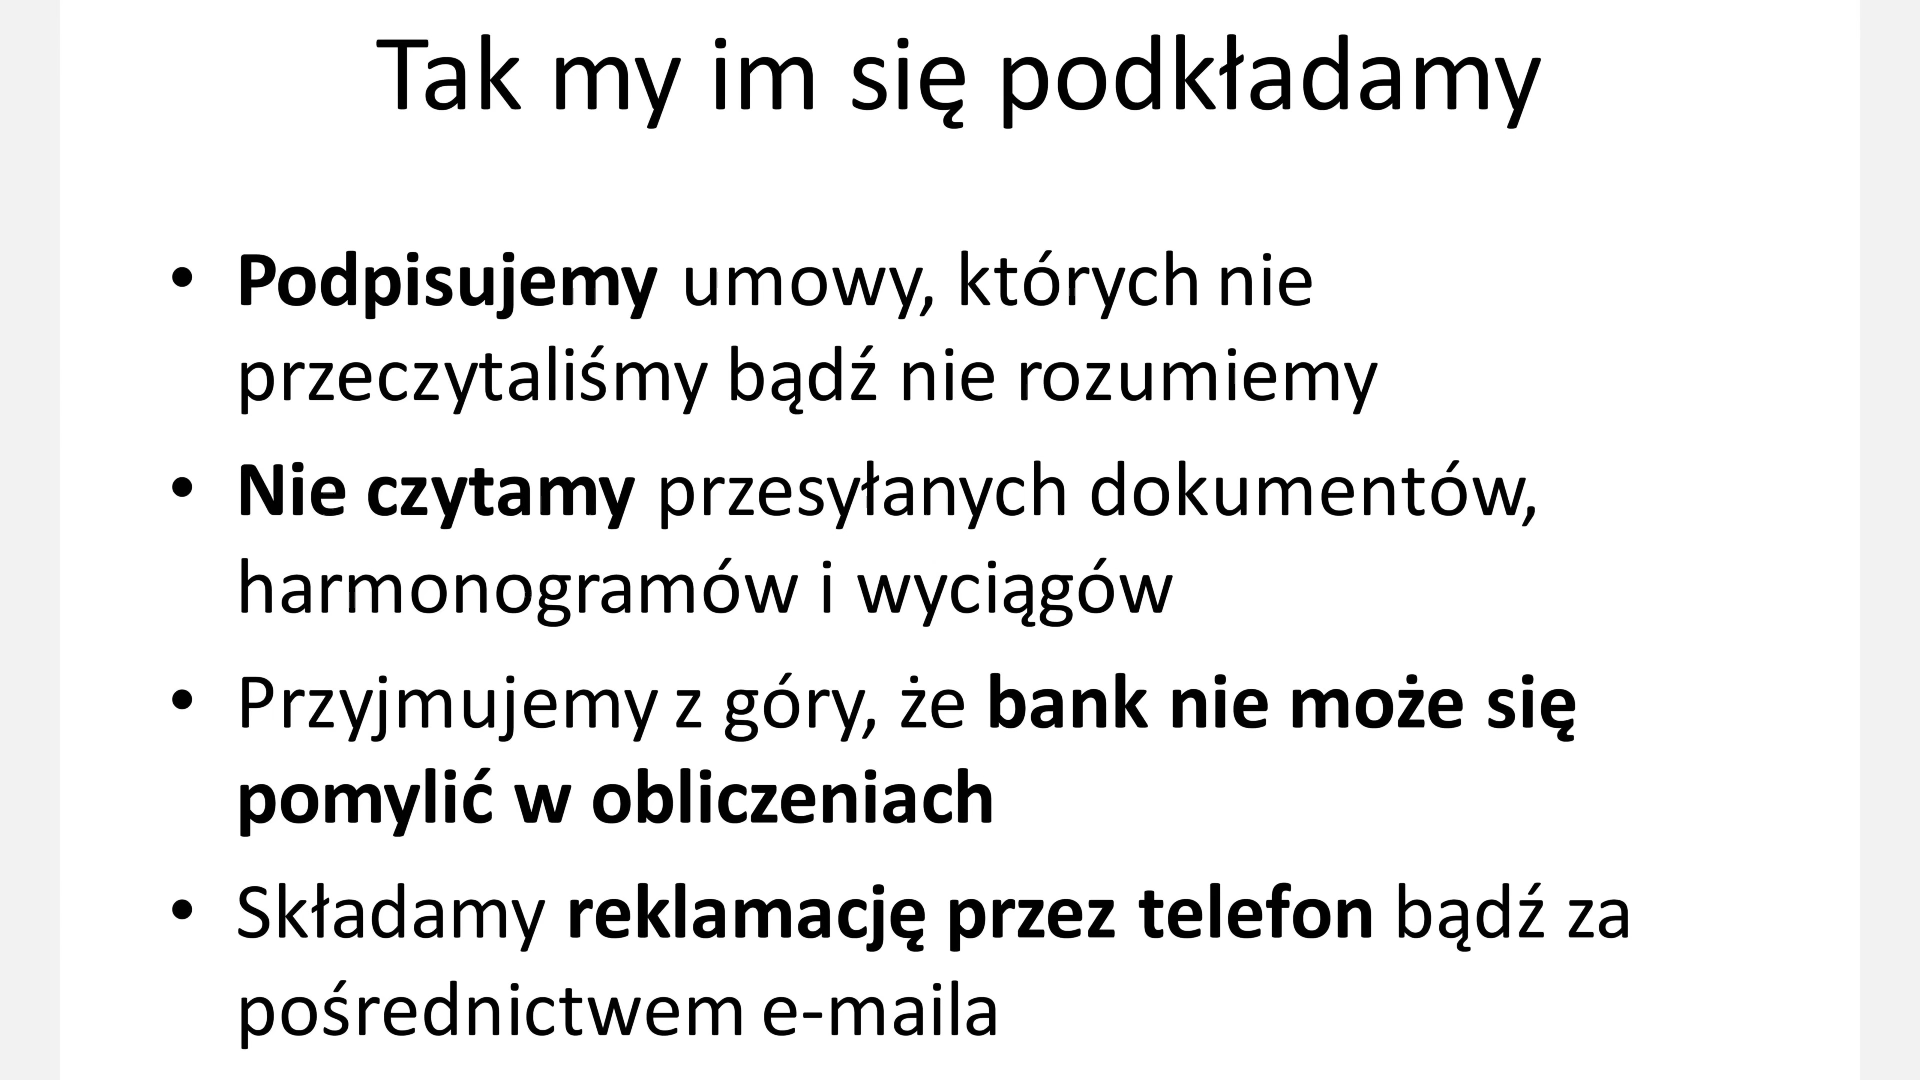 Tak my im się podkładamy
• Podpisujemy umowy, których nie
przeczytaliśmy bądź nie rozumiemy
• Nie czytamy przesyłanych dokumentów,
harmonogramów i wyciągów
• Przyjmujemy z góry, że bank nie może się
pomylić w obliczeniach
• Składamy reklamację przez telefon bądź za
pośrednictwem e-maila